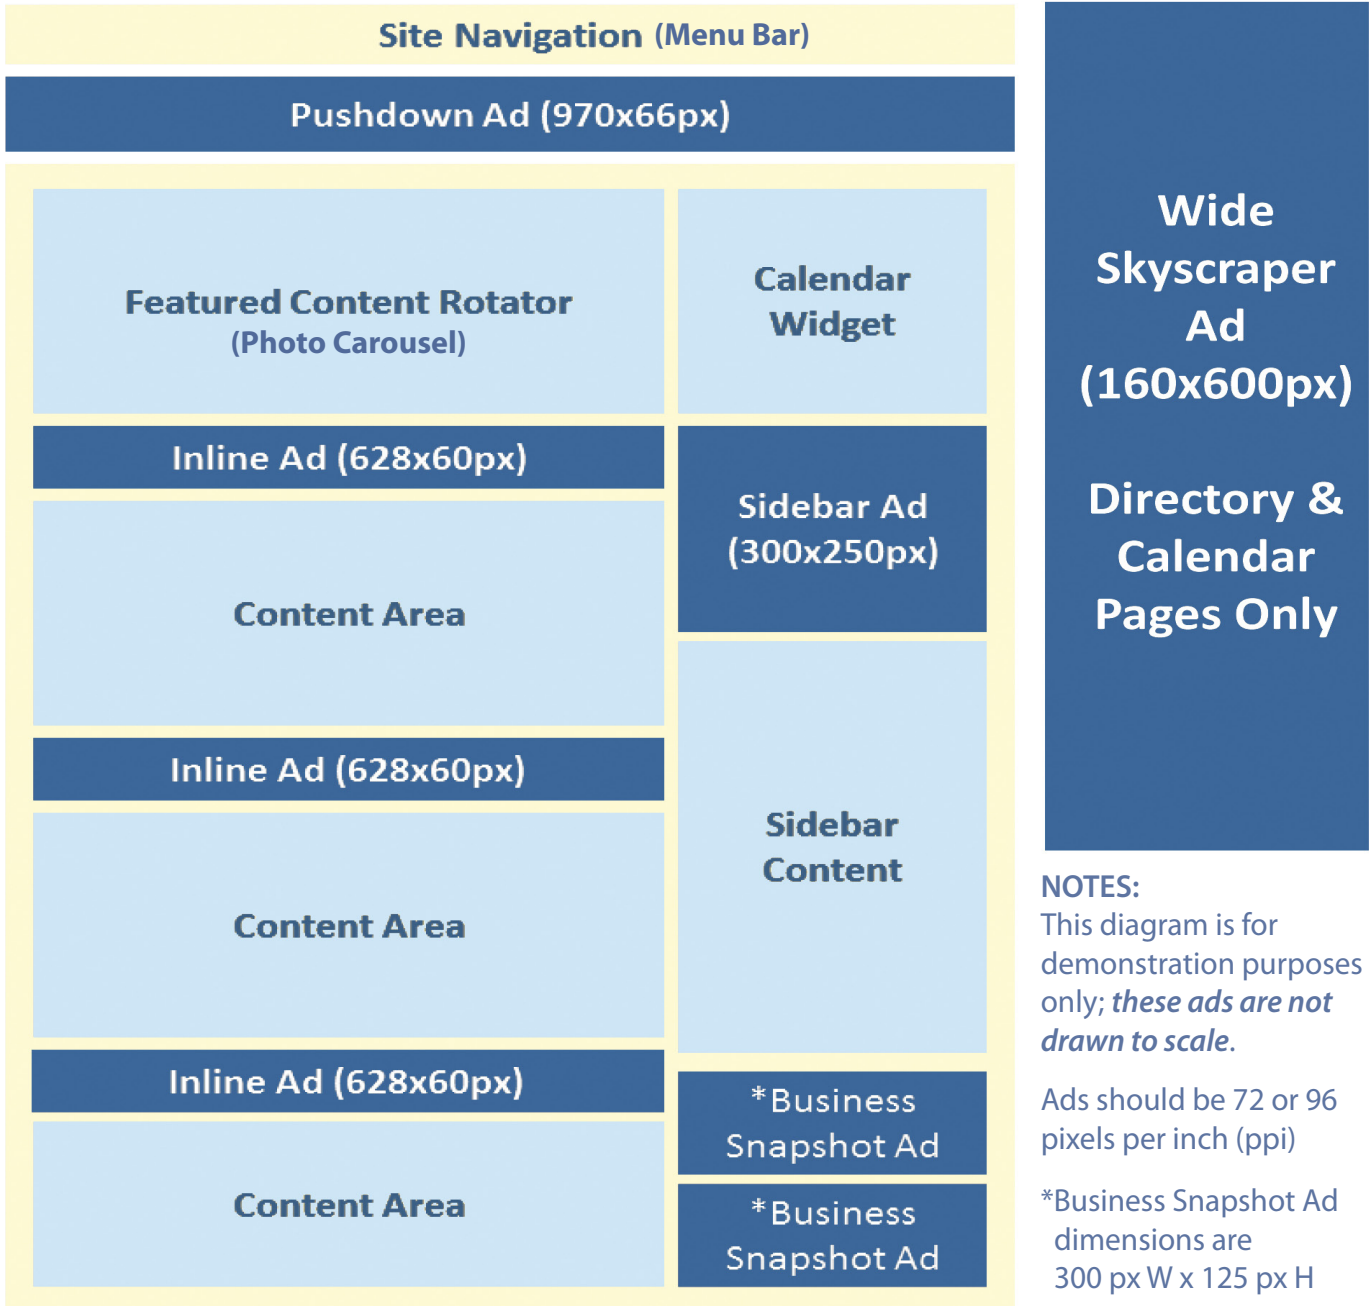 Site Navigation (Menu Bar)
Pushdown Ad (970x66px)
Featured Content Rotator
(Photo Carousel)
Calendar
Widget
Inline Ad (628x60px)
Sidebar Ad
(300x250px)
Content Area
Inline Ad (628x60px)
Sidebar
Content
Content Area
Inline Ad (628x60px)
*Business
Snapshot Ad
Content Area
*Business
Snapshot Ad
Wide
Skyscraper
Ad
(160x600px)
Directory &
Calendar
Pages Only
NOTES:
This diagram is for
demonstration purposes
only; these ads are not
drawn to scale.
Ads should be 72 or 96
pixels per inch (ppi)
*Business Snapshot Ad
dimensions are
300 px W x 125 px H